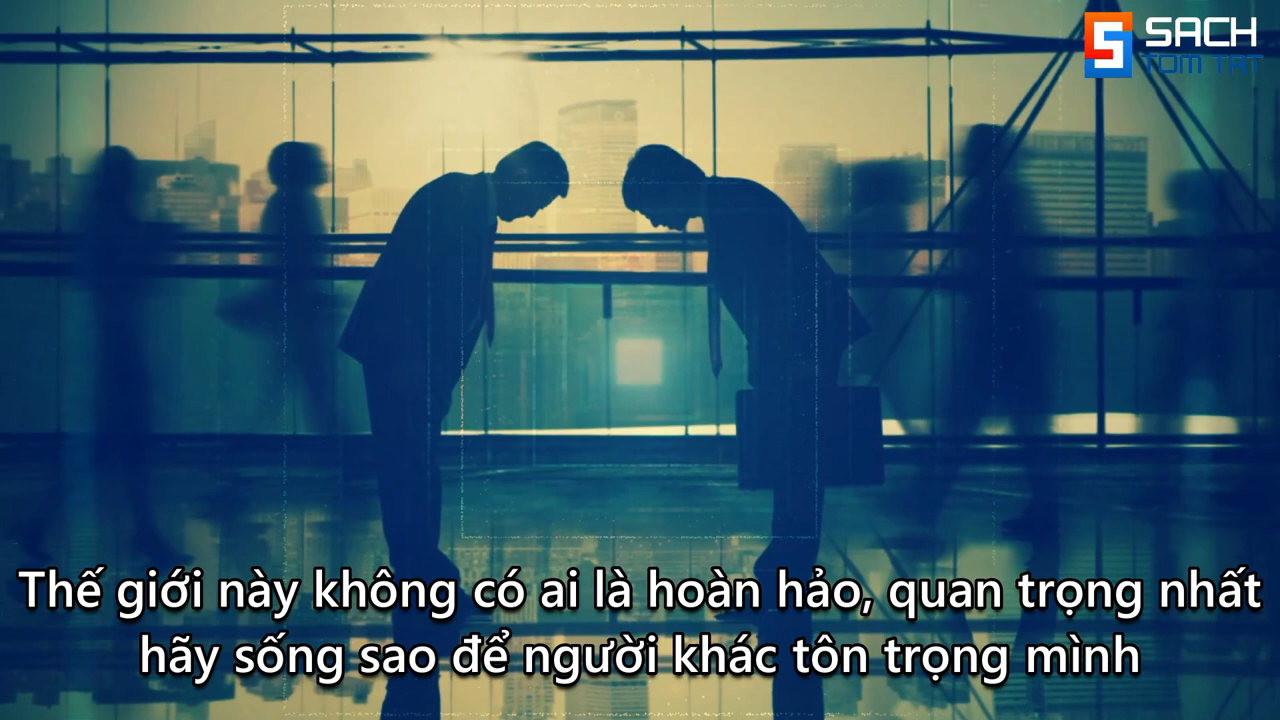 SACH
TOM TAT
Thế giới này không có ai là hoàn hảo, quan trọng nhất
hãy sống sao để người khác tôn trọng mình